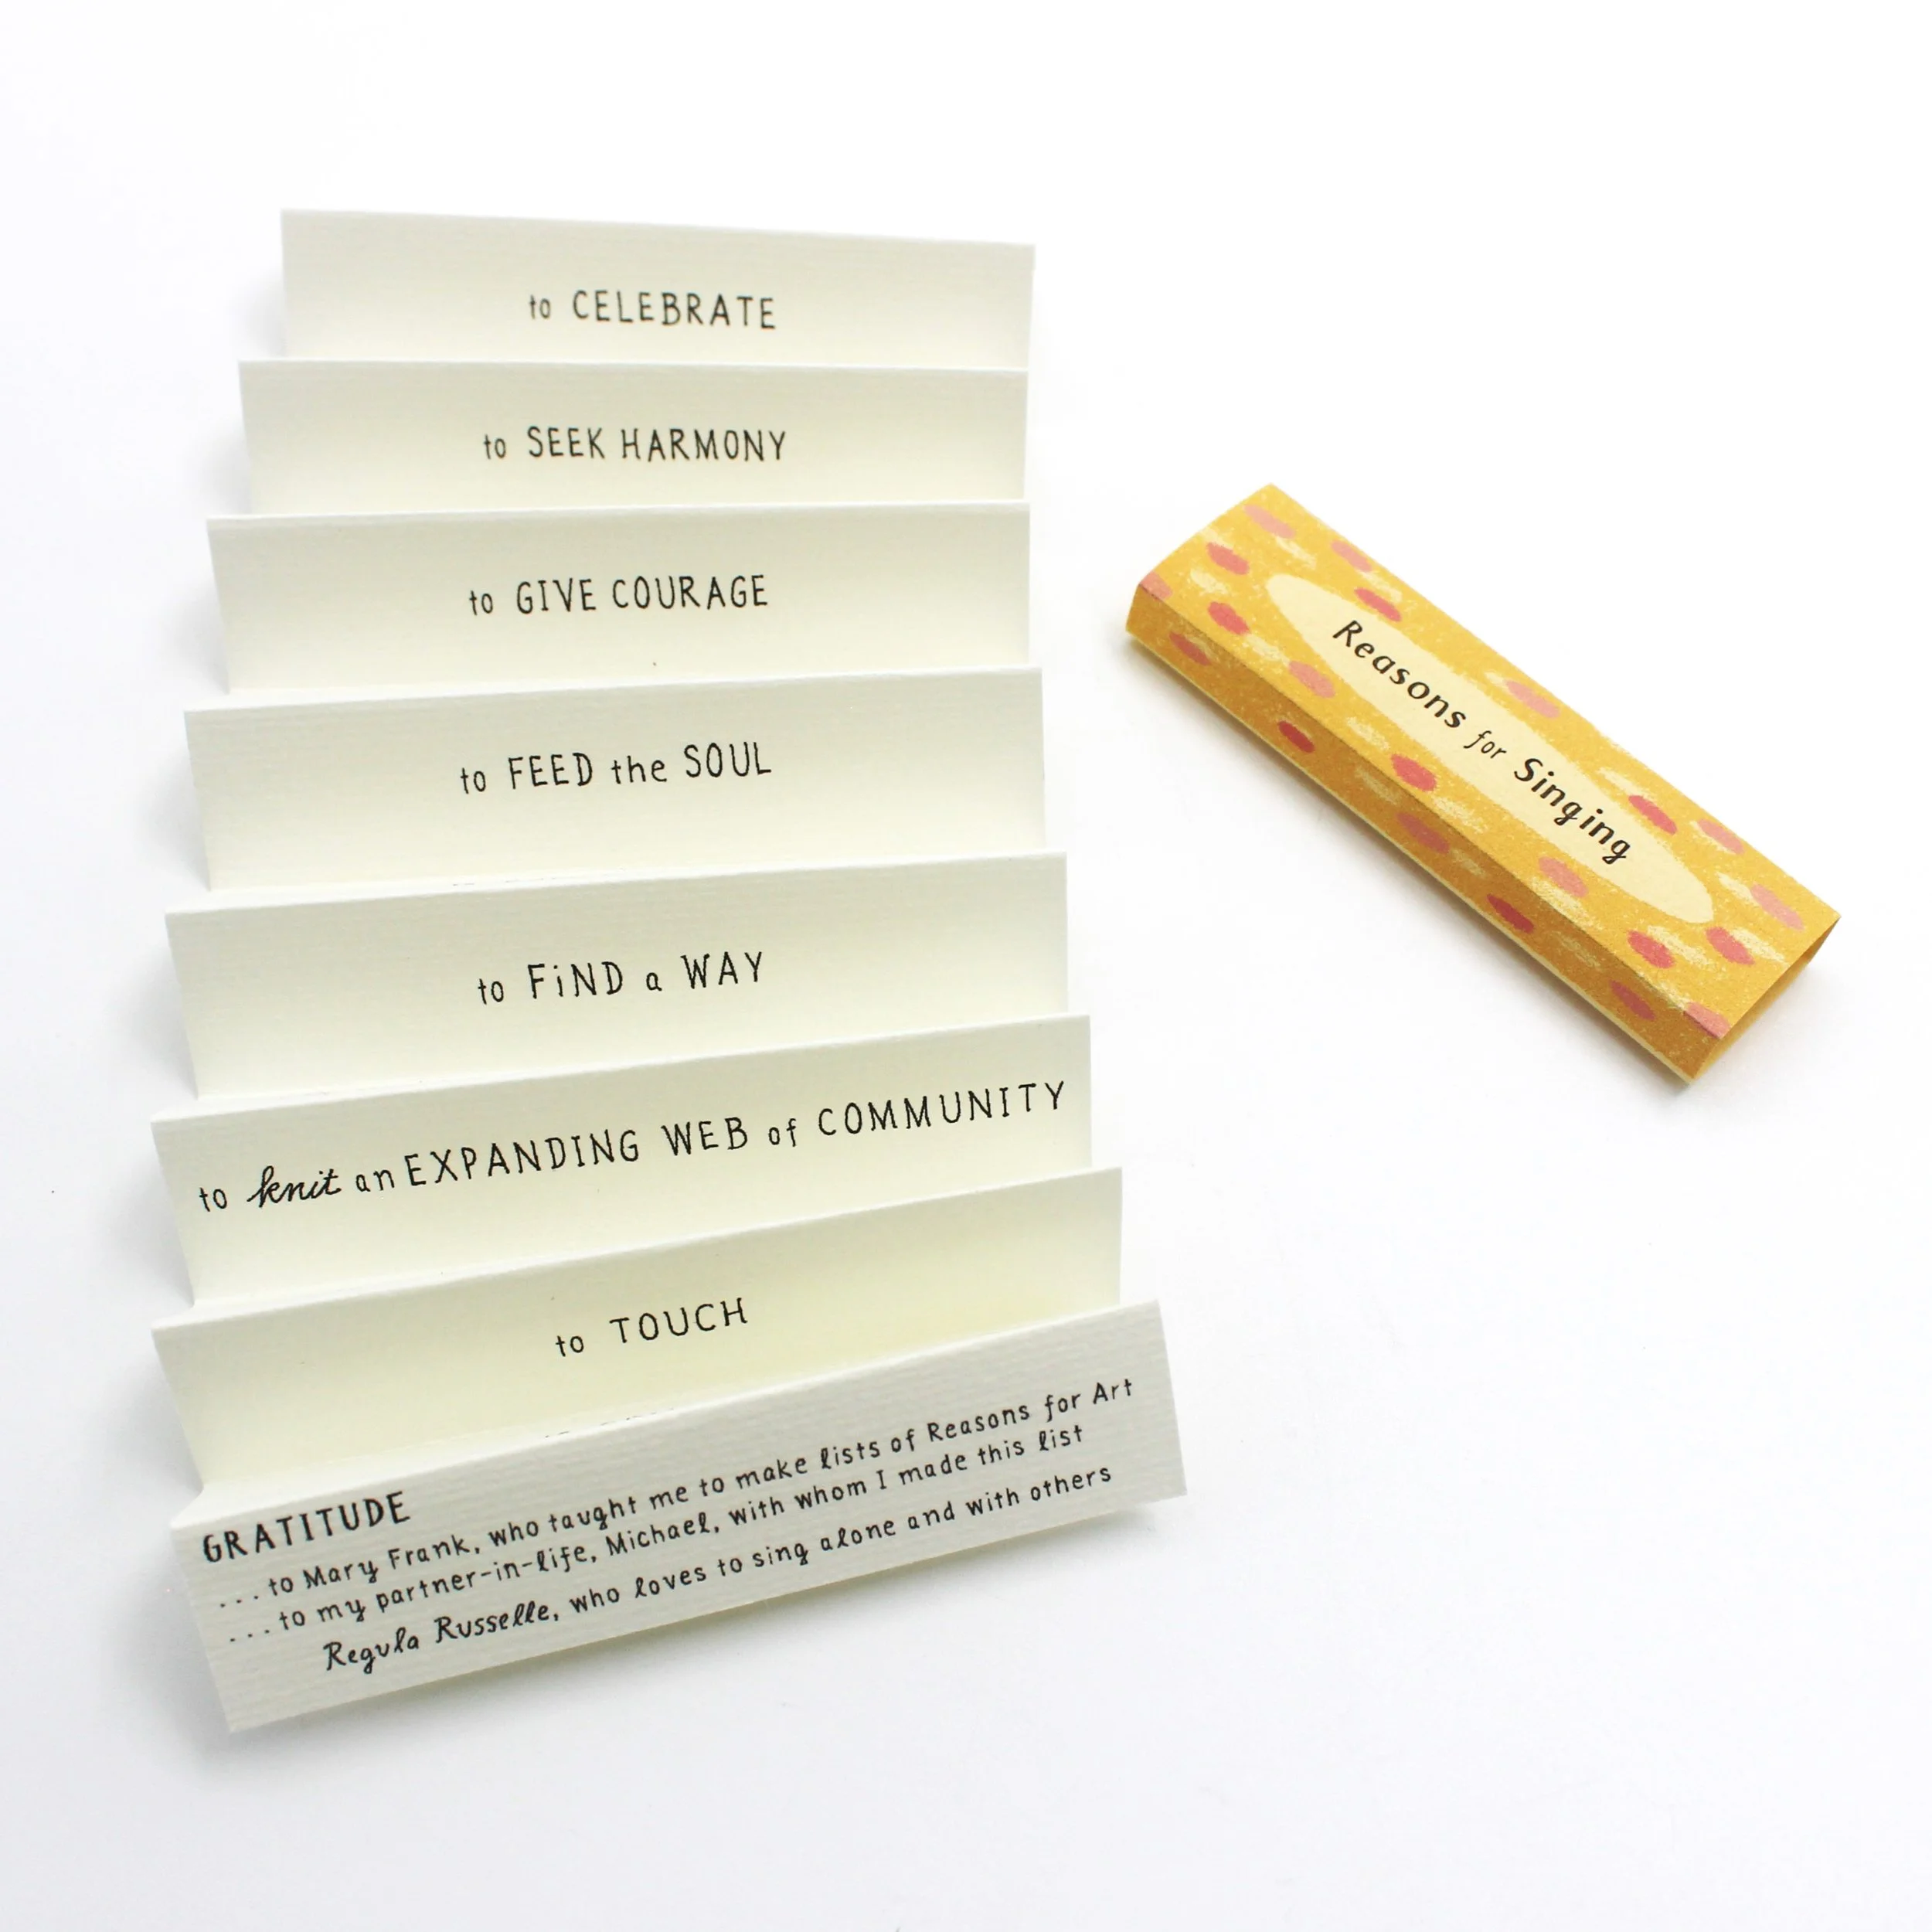 to CELEBRATE
to SEEK HARMONY
to GIVE COURAGE
to FEED the SOUL
to FiND a WAY
to knit an EXPANDING WEB of COMMUNITY
to TOUCH
GRATITUDE
...to Mary Frank, who taught me to make lists of Reasons for Art
...to my partner-in-life, Michael, with whom I made this list
Regula Russelle, who loves to sing alone and with others
Reasons for Singing